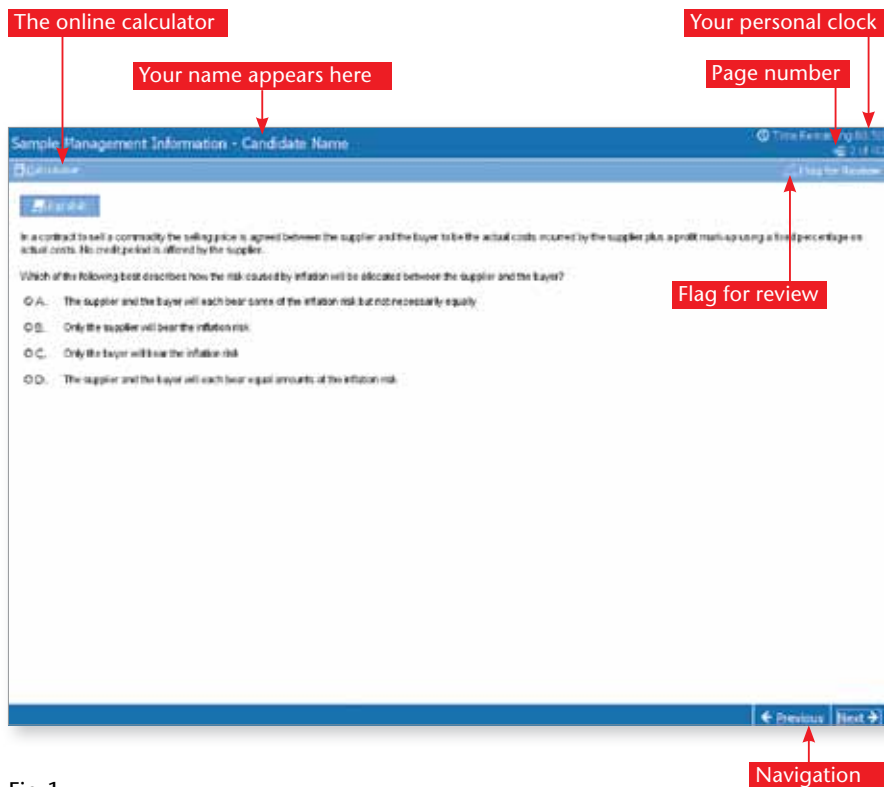 The online calculator
Your personal clock
Your name appears here
Page number
Sample Management Information - Candidate Name
Time Remaining
2 of
Calculator
Flag for Review
In a contract to sell a commodity the selling price is agreed between the supplier and the buyer to be the actual costs incurred by the supplier plus a profit mark-up using a fixed percentage on
actual costs. No credit period is offered by the supplier.
Which of the following best describes how the risk caused by inflation will be allocated between the supplier and the buyer?
Flag for review
A. The supplier and the buyer will each bear some of the inflation risk but not necessarily equally
B. Only the supplier will bear the inflation risk
C. Only the buyer will bear the inflation risk
D. The supplier and the buyer will each bear equal amounts of the inflation risk
Previous Next
Navigation